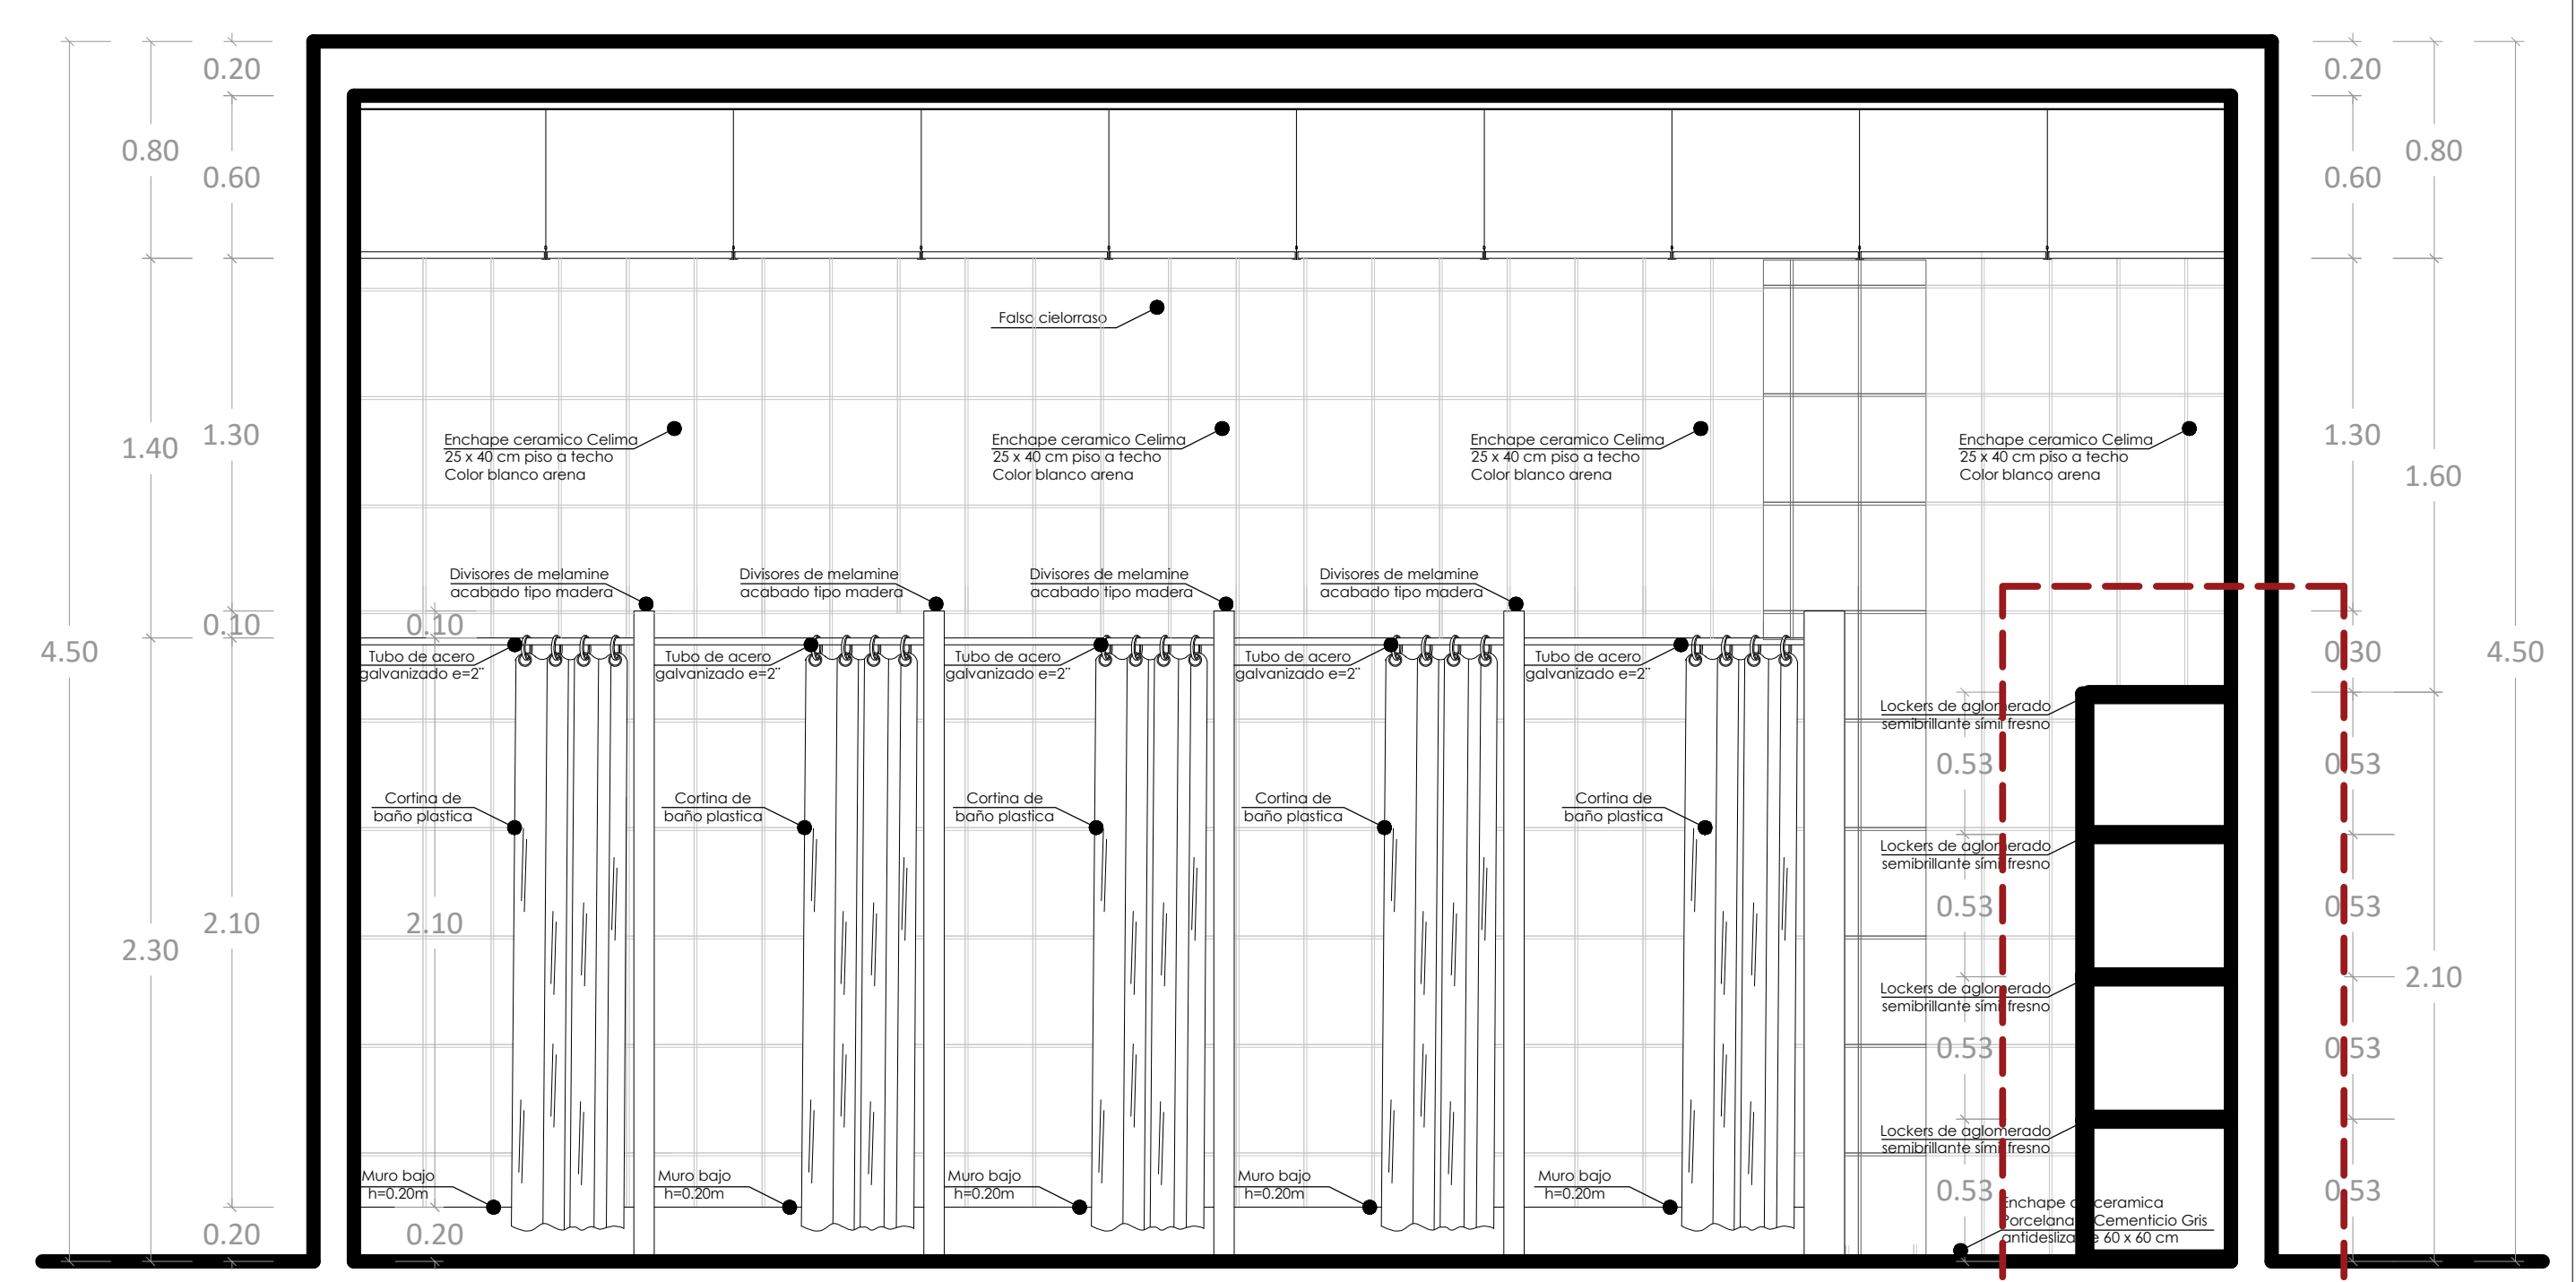 0.20
0.20
0.80
0.60
0.60
0.80
Falso cielorraso
1.40
1.30
Enchape ceramico Celima
25 x 40 cm piso a techo
Color blanco arena
Enchape ceramico Celima
25 x 40 cm piso a techo
Color blanco arena
Enchape ceramico Celima
25 x 40 cm piso a techo
Color blanco arena
Enchape ceramico Celima
25 x 40 cm piso a techo
Color blanco arena
1.30
1.60
Divisores de melamine
acabado tipo madera
Divisores de melamine
acabado tipo madera
Divisores de melamine
acabado tipo madera
Divisores de melamine
acabado tipo madera
4.50
0.10
0.10
0.30
4.50
Tubo de acero
galvanizado e=2"
Tubo de acero
galvanizado e=2"
Tubo de acero
galvanizado e=2"
Tubo de acero
galvanizado e=2"
Tubo de acero
galvanizado e=2"
Lockers de aglomerado
semibrillante símil fresno
0.53
0.53
Cortina de
baño plastica
Cortina de
baño plastica
Cortina de
baño plastica
Cortina de
baño plastica
Cortina de
baño plastica
Lockers de aglomerado
semibrillante símil fresno
2.30
2.10
2.10
0.53
0.53
2.10
Lockers de aglomerado
semibrillante símil fresno
0.53
0.53
Lockers de aglomerado
semibrillante símil fresno
Muro bajo
h=0.20m
Muro bajo
h=0.20m
Muro bajo
h=0.20m
Muro bajo
h=0.20m
Muro bajo
h=0.20m
0.53
0.53
Enchape de ceramica
Porcelana Cementicio Gris
antideslizante 60 x 60 cm
0.20
0.20